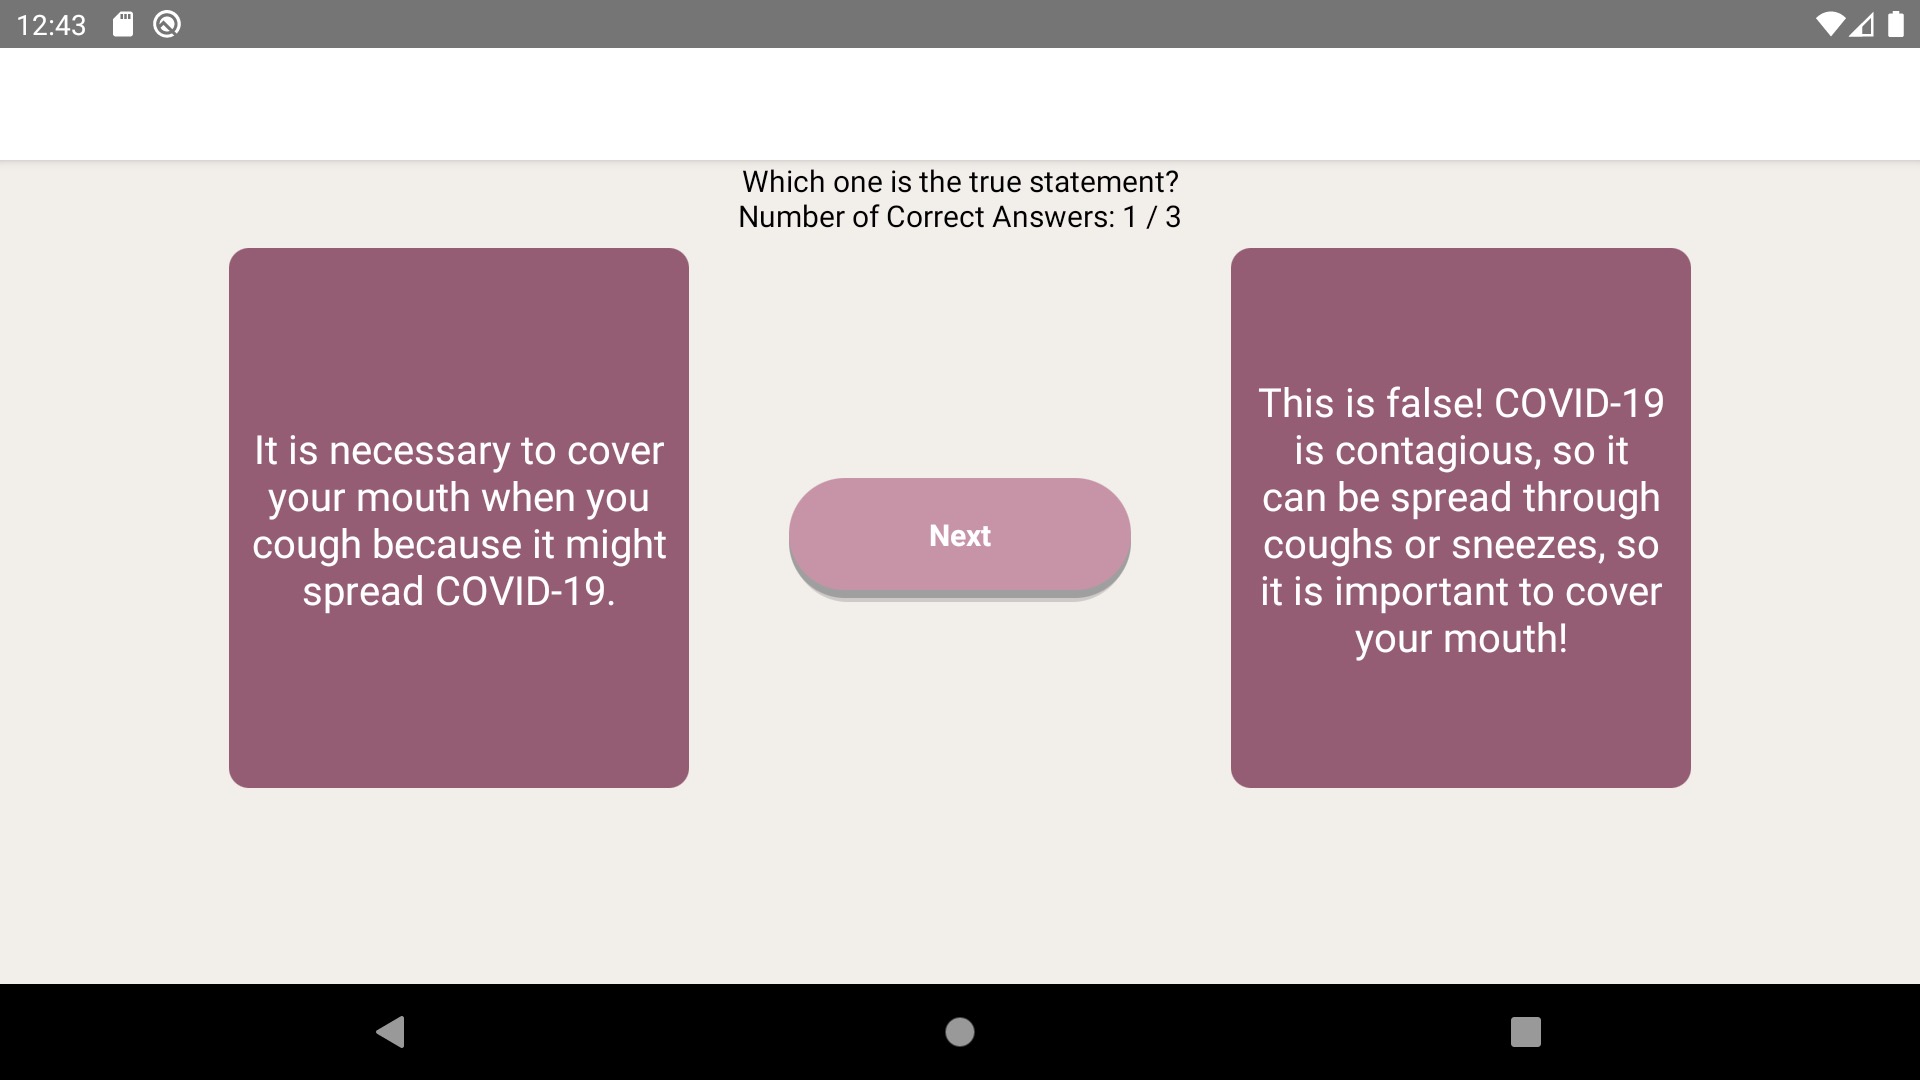 12:43
Which one is the true statement?
Number of Correct Answers: 1 / 3
It is necessary to cover
your mouth when you
cough because it might
spread COVID-19.
Next
This is false! COVID-19
is contagious, so it
can be spread through
coughs or sneezes, so
it is important to cover
your mouth!